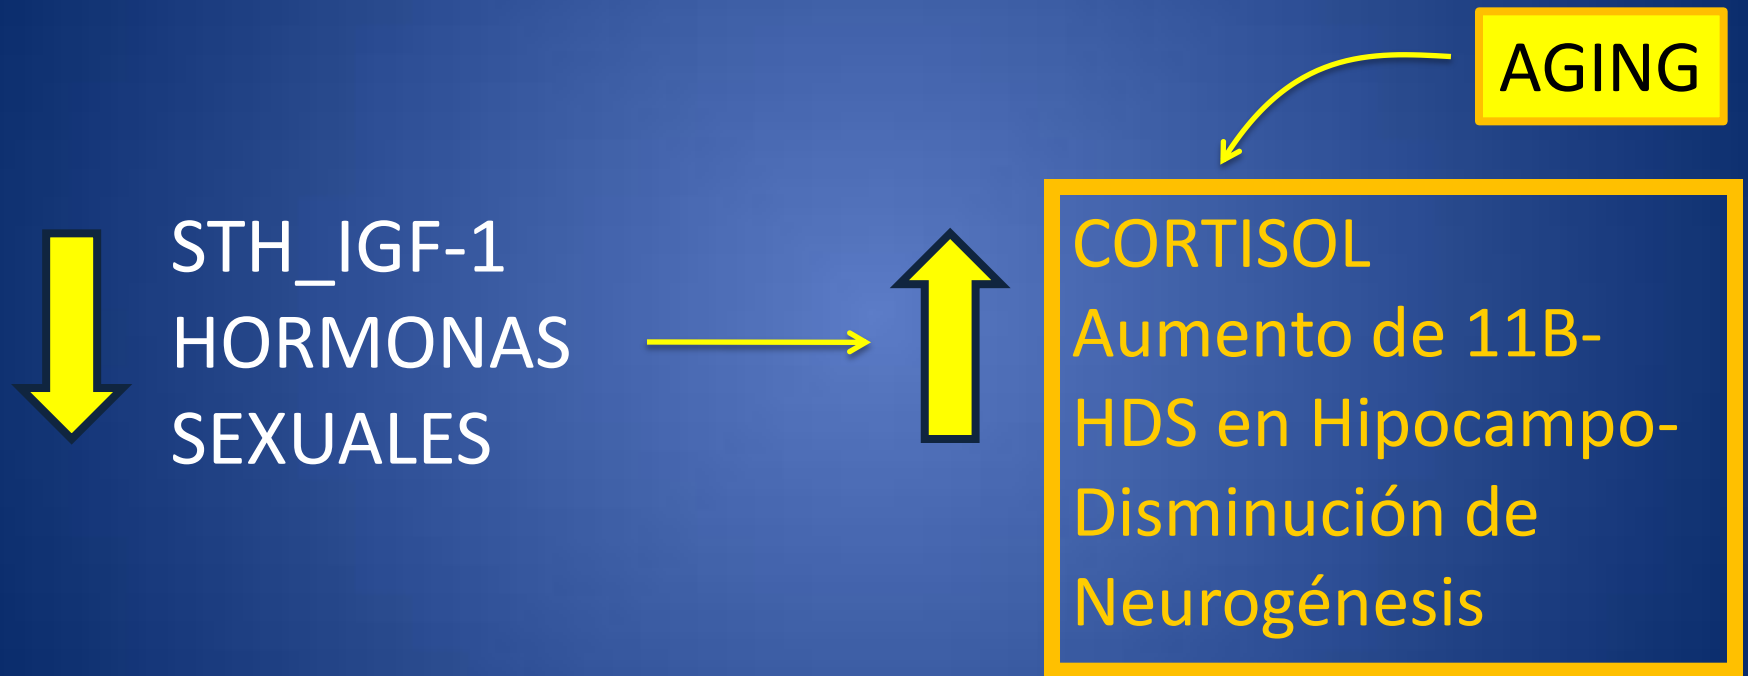 AGING
STH_IGF-1
HORMONAS
SEXUALES
CORTISOL
Aumento de 11B-
HDS en Hipocampo-
Disminución de
Neurogénesis